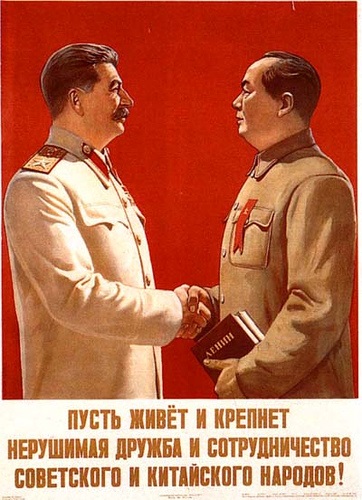 ЛЕНИН
ПУСТЬ ЖИВЁТ И КРЕПНЕТ
НЕРУШИМАЯ ДРУЖБА И СОТРУДНИЧЕСТВО
СОВЕТСКОГО И КИТАЙСКОГО НАРОДОВ!